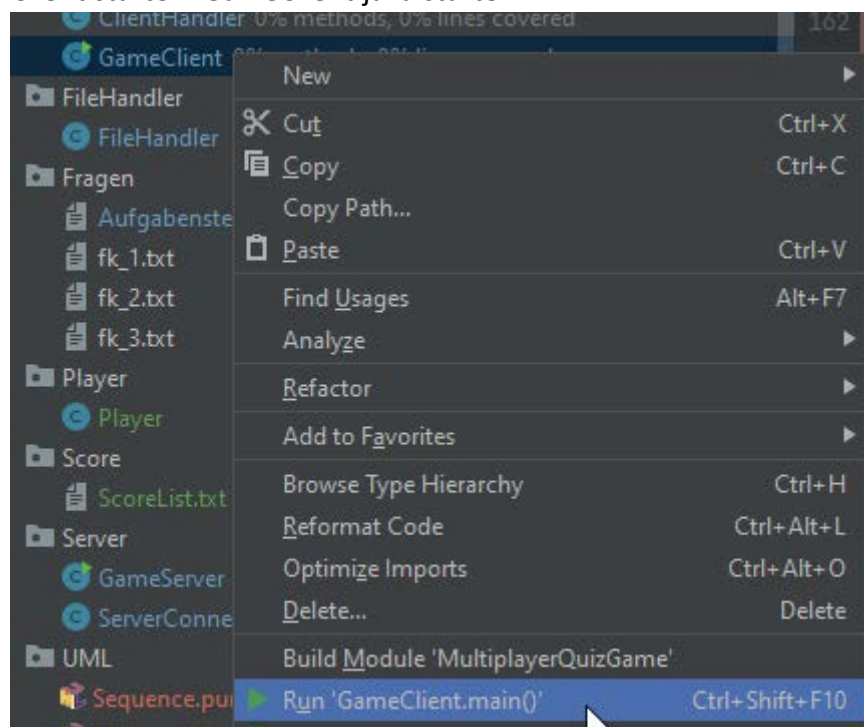 ClientHandler 0% methods, 0% lines covered
162
GameClient
FileHandler
FileHandler
Fragen
Aufgabenste
fk_1.txt
fk_2.txt
fk_3.txt
Player
Player
Score
ScoreList.txt
Server
GameServer
ServerConne
UML
Sequence.pu
New
Cut Ctrl+X
Copy Ctrl+C
Copy Path...
Paste Ctrl+V
Find Usages Alt+F7
Analyze
Refactor
Add to Favorites
Browse Type Hierarchy Ctrl+H
Reformat Code Ctrl+Alt+L
Optimize Imports Ctrl+Alt+O
Delete... Delete
Build Module 'MultiplayerQuizGame'
Run 'GameClient.main()' Ctrl+Shift+F10